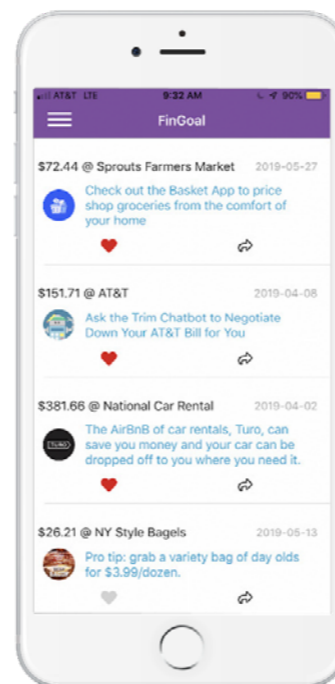 AT&T LTE 9:32 AM 90%
FinGoal
$72.44 @ Sprouts Farmers Market 2019-05-27
Check out the Basket App to price
shop groceries from the comfort of
your home
$151.71 @ AT&T 2019-04-08
Ask the Trim Chatbot to Negotiate
Down Your AT&T Bill for You
$381.66 @ National Car Rental 2019-04-02
The AirBnB of car rentals, Turo, can
save you money and your car can be
dropped off to you where you need it.
TURO
$26.21 @ NY Style Bagels 2019-05-13
Pro tip: grab a variety bag of day olds
for $3.99/dozen.